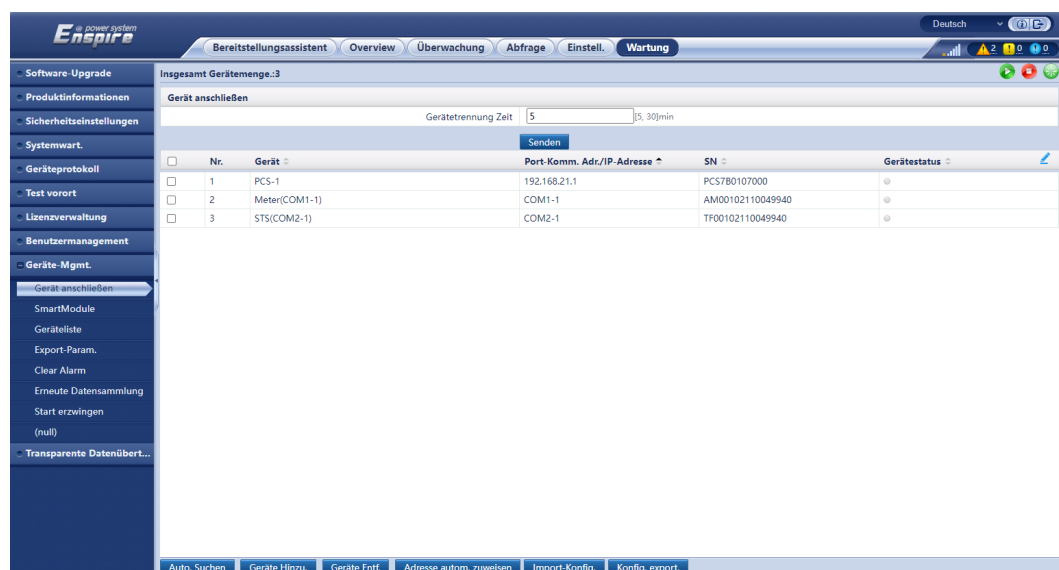 e power system
Enspire
Deutsch
Bereitstellungsassistent Overview Überwachung Abfrage Einstell. Wartung
2 0 0
Software-Upgrade
Produktinformationen
Sicherheitseinstellungen
Systemwart.
Geräteprotokoll
Test vorort
Lizenzverwaltung
Benutzermanagement
Geräte-Mgmt.
Gerät anschließen
SmartModule
Geräteliste
Export-Param.
Clear Alarm
Erneute Datensammlung
Start erzwingen
(null)
Transparente Datenübert...
Insgesamt Gerätemenge.:3
Gerät anschließen
Gerätetrennung Zeit 5 [5, 30]min
Senden
Nr. Gerät Port-Komm. Adr./IP-Adresse SN Gerätestatus
1 PCS-1 192.168.21.1 PCS7B0107000
2 Meter(COM1-1) COM1-1 AM00102110049940
3 STS(COM2-1) COM2-1 TF00102110049940
Auto. Suchen Geräte Hinzu. Geräte Entf. Adresse autom. zuweisen Import-Konfig. Konfig. export.